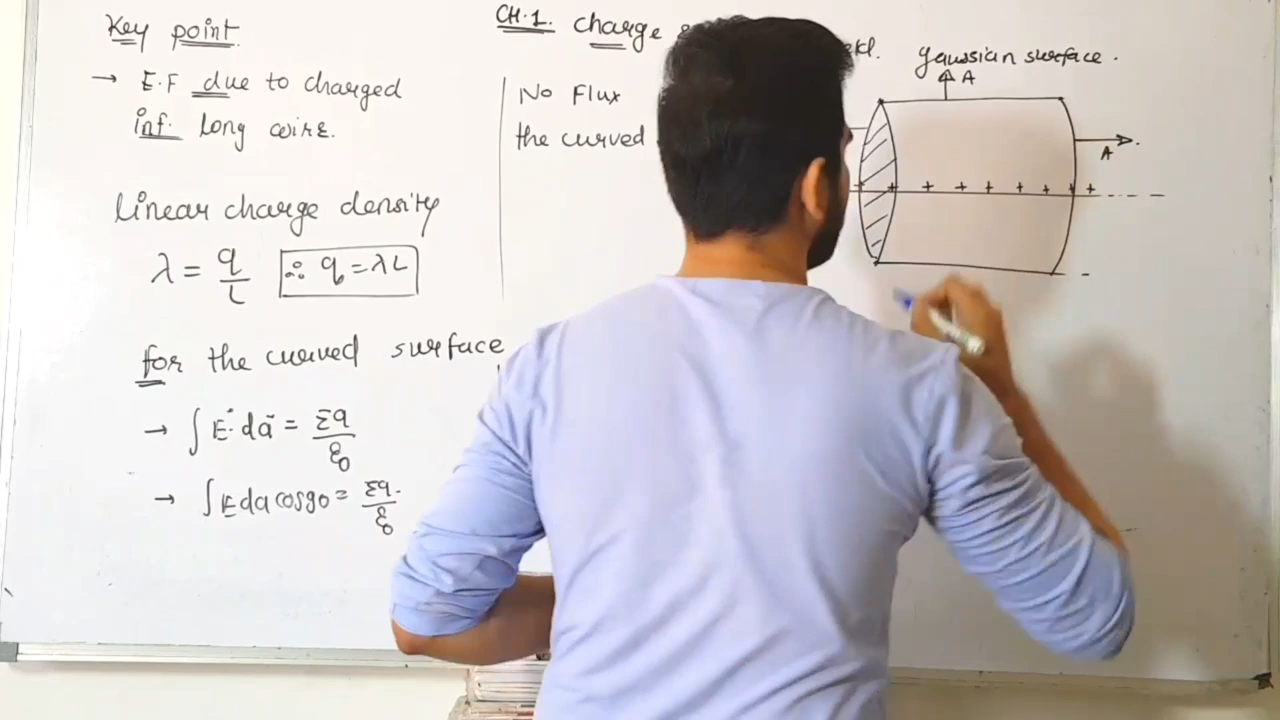 Key point
CH.1. charge
→ E.F due to charged
inf. long wire.
linear charge density
λ = q/L ∴ q = λL
for the curved surface
→ ∫ E⃗·da⃗ = Σq/ε₀
→ ∫ E da cos90 = Σq/ε₀
No Flux
the curved
gaussian surface.
A
A
+ + + + + + + + +